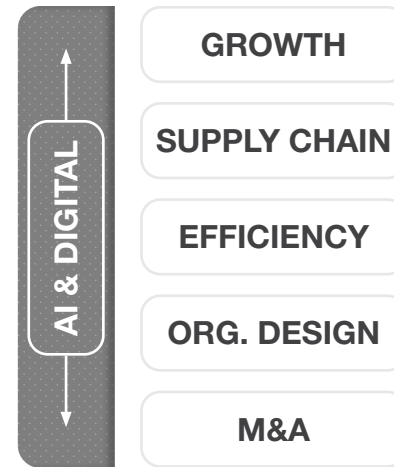 AI & DIGITAL
GROWTH
SUPPLY CHAIN
EFFICIENCY
ORG. DESIGN
M&A